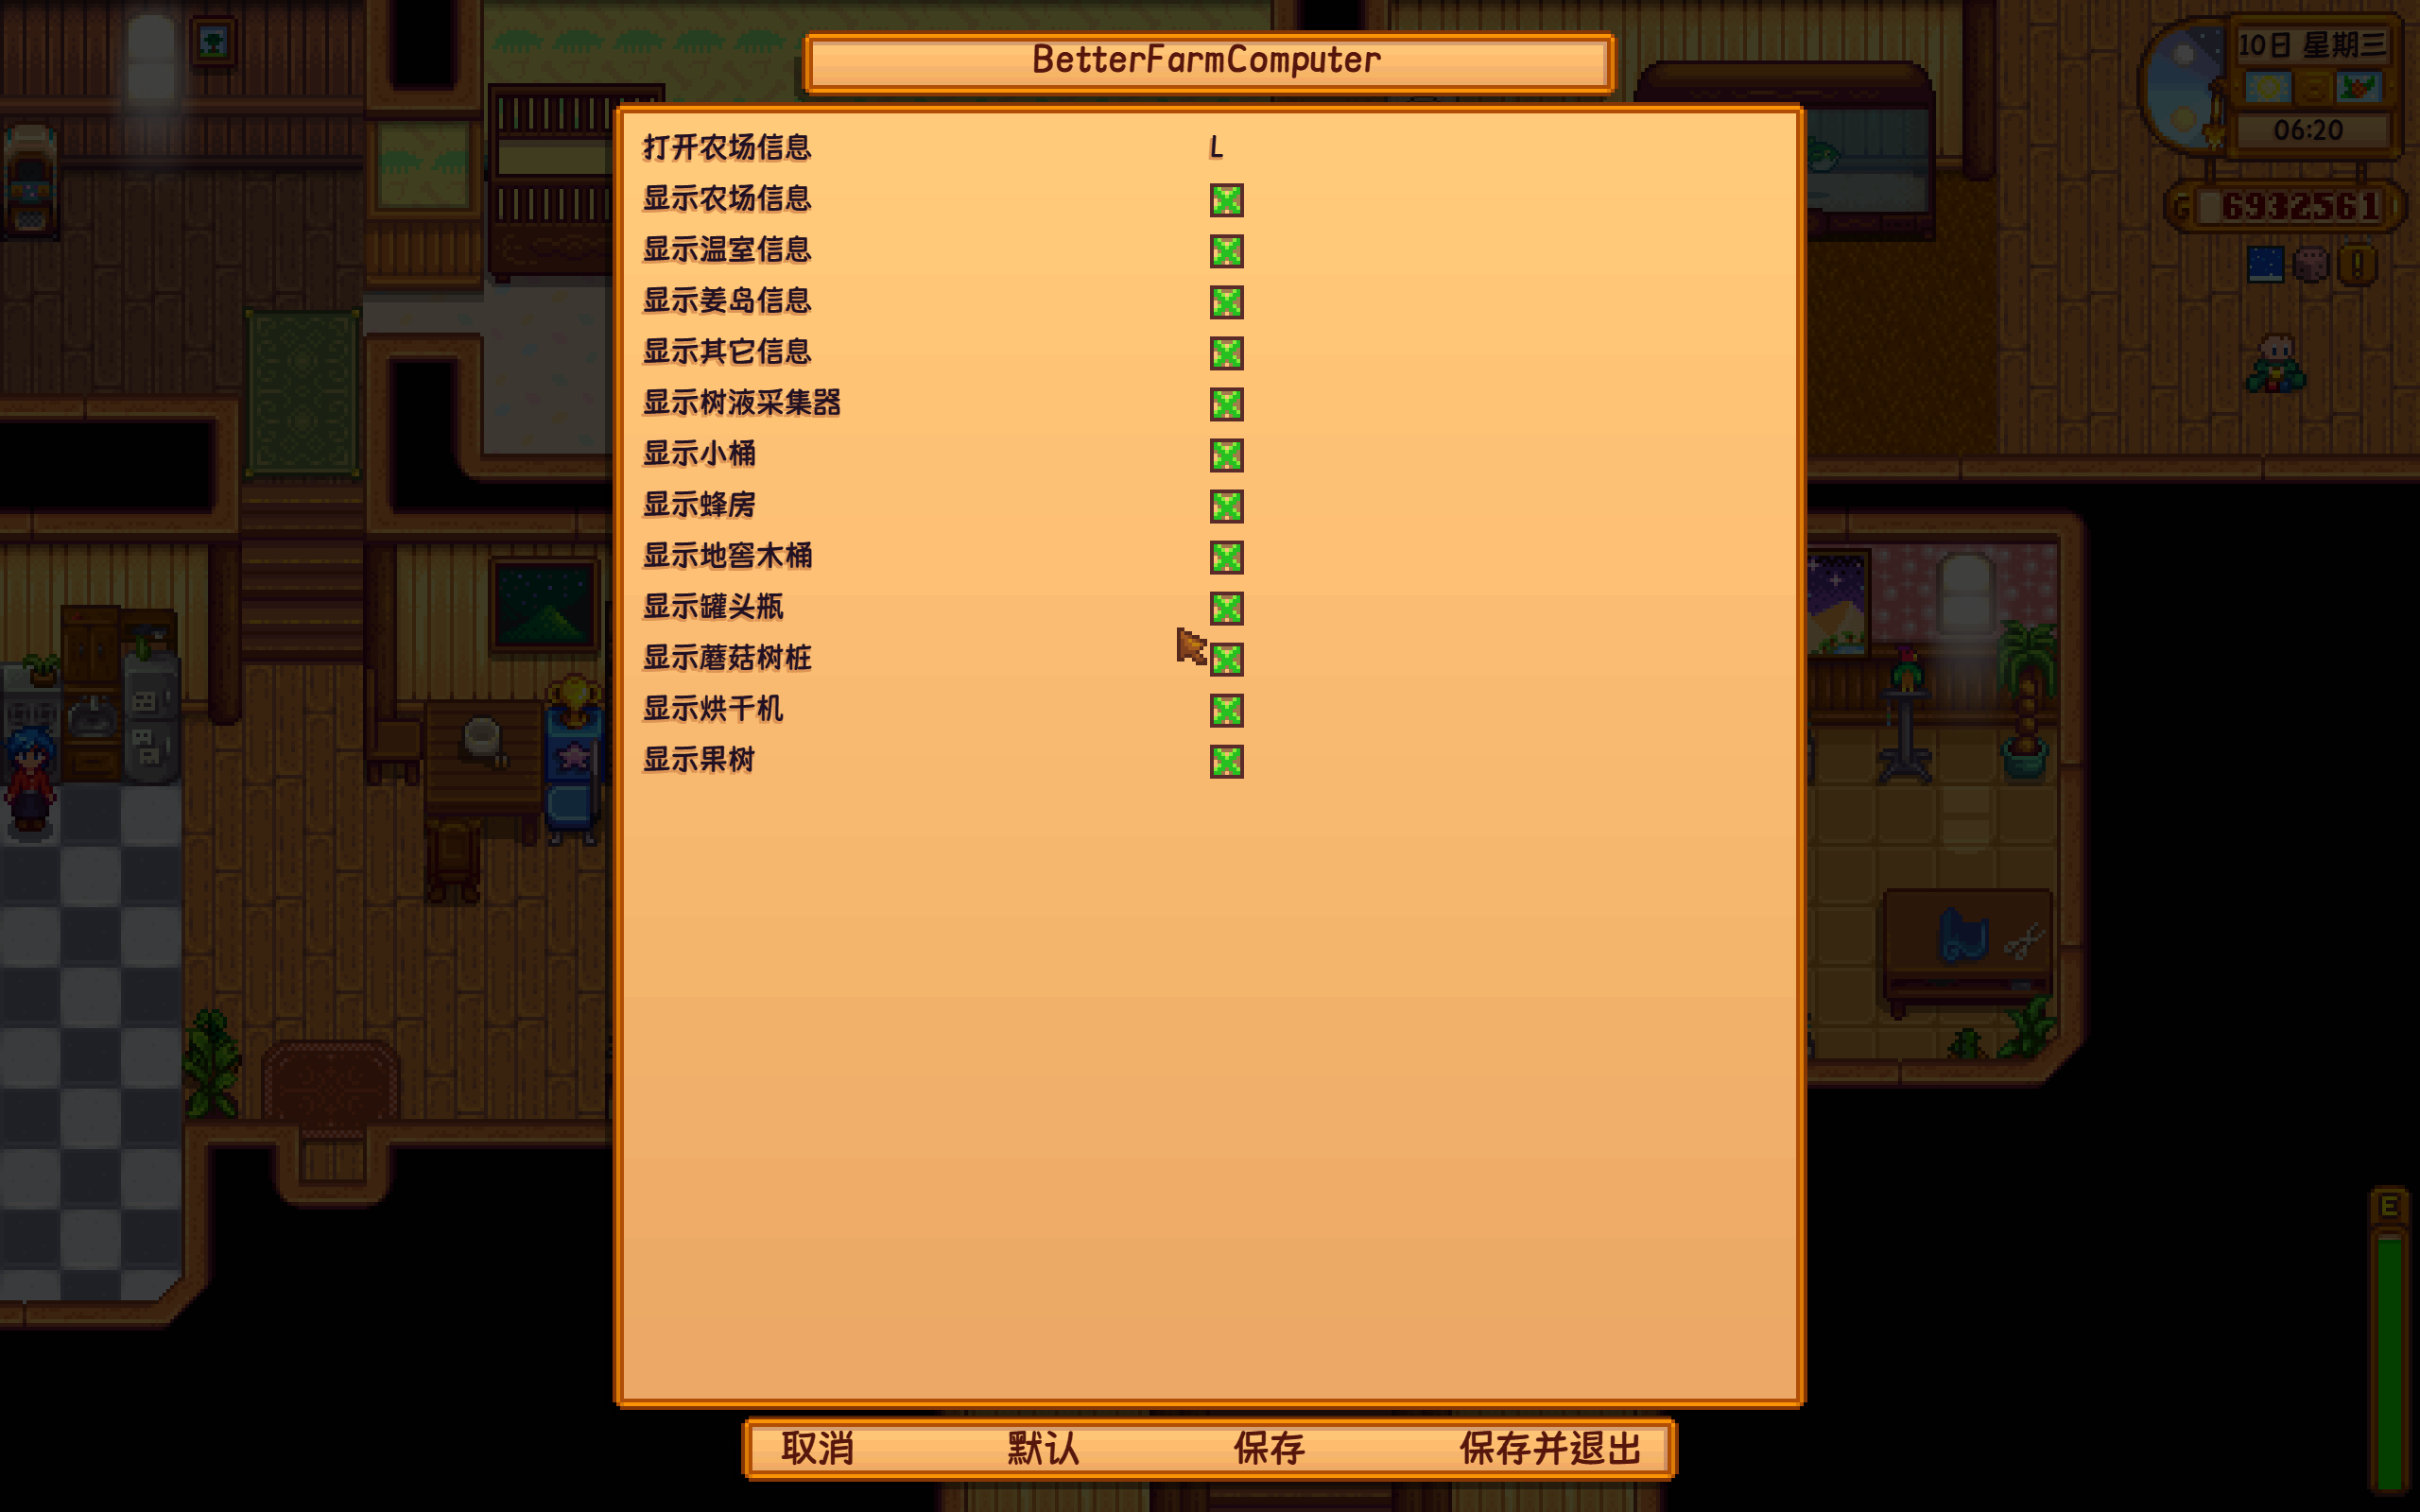 BetterFarmComputer
10日 星期三
06:20
6932561
打开农场信息 L
显示农场信息
显示温室信息
显示姜岛信息
显示其它信息
显示树液采集器
显示小桶
显示蜂房
显示地窖木桶
显示罐头瓶
显示蘑菇树桩
显示烘干机
显示果树
E
取消 默认 保存 保存并退出